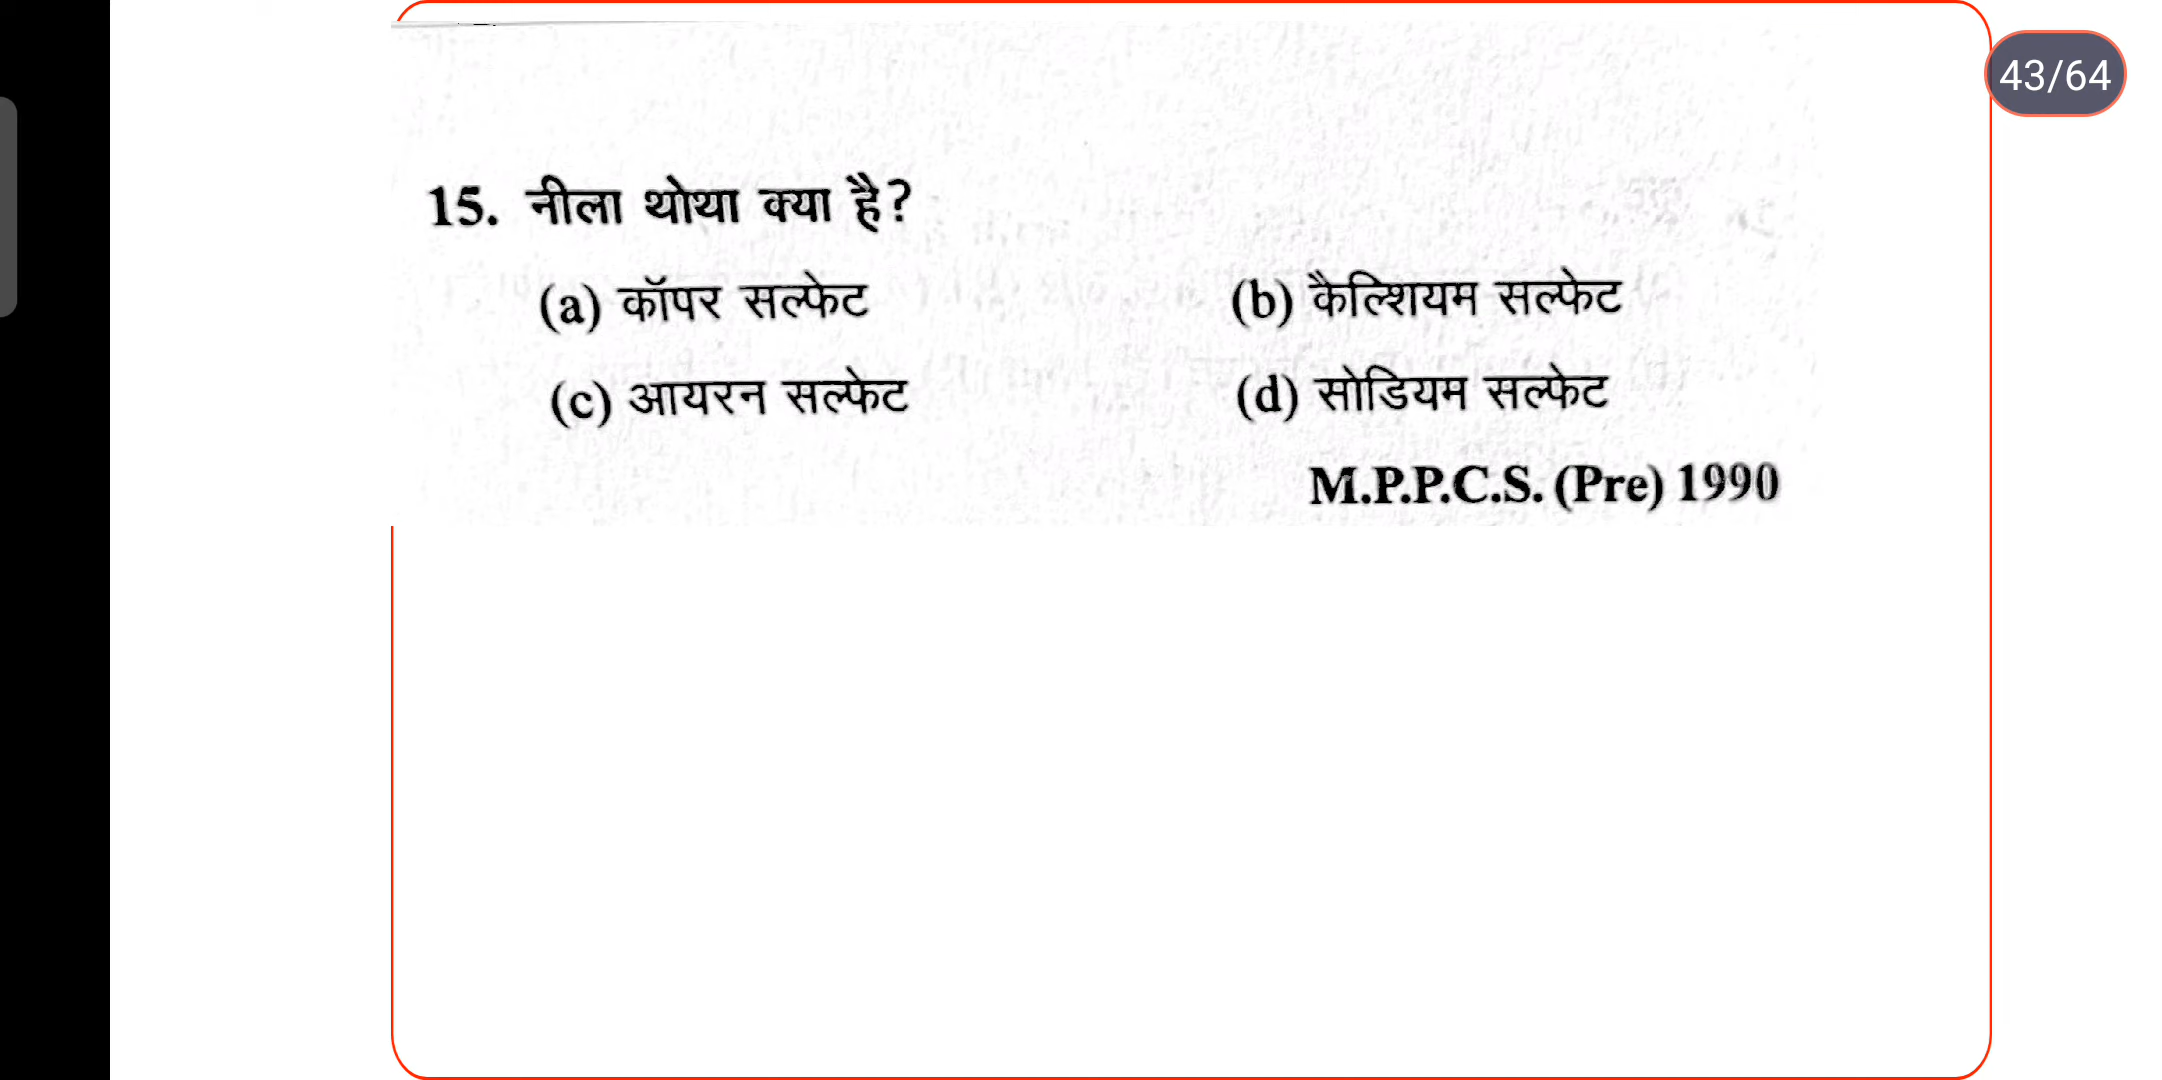 43/64
15. नीला थोथा क्या है?
(a) कॉपर सल्फेट (b) कैल्शियम सल्फेट
(c) आयरन सल्फेट (d) सोडियम सल्फेट
M.P.P.C.S. (Pre) 1990